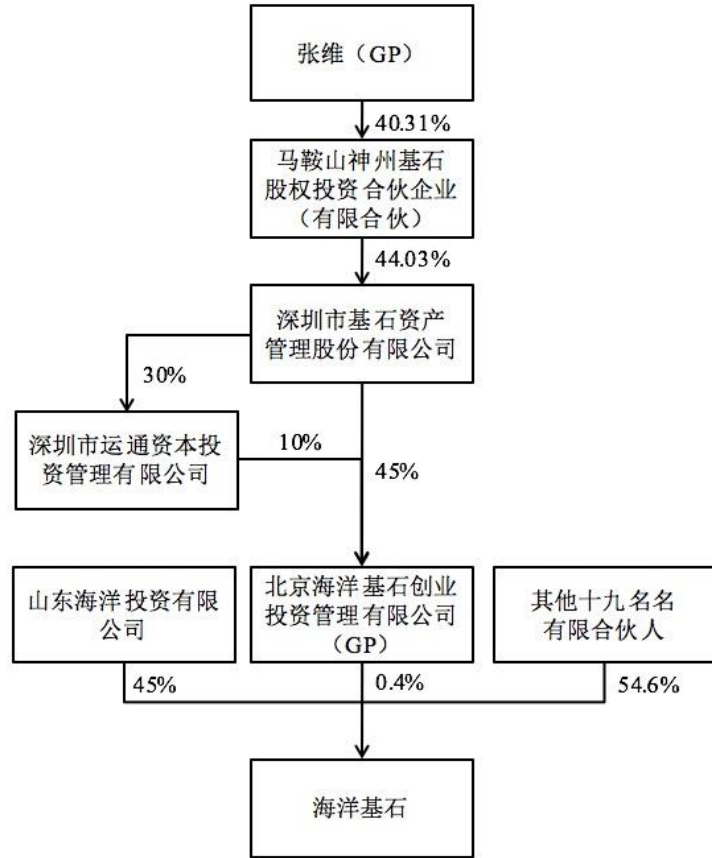 张维（GP）
40.31%
马鞍山神州基石
股权投资合伙企业
（有限合伙）
44.03%
深圳市基石资产
管理股份有限公司
30%
深圳市运通资本投
资管理有限公司
10%
45%
山东海洋投资有限
公司
北京海洋基石创业
投资管理有限公司
（GP）
其他十九名名
有限合伙人
45%
0.4%
54.6%
海洋基石